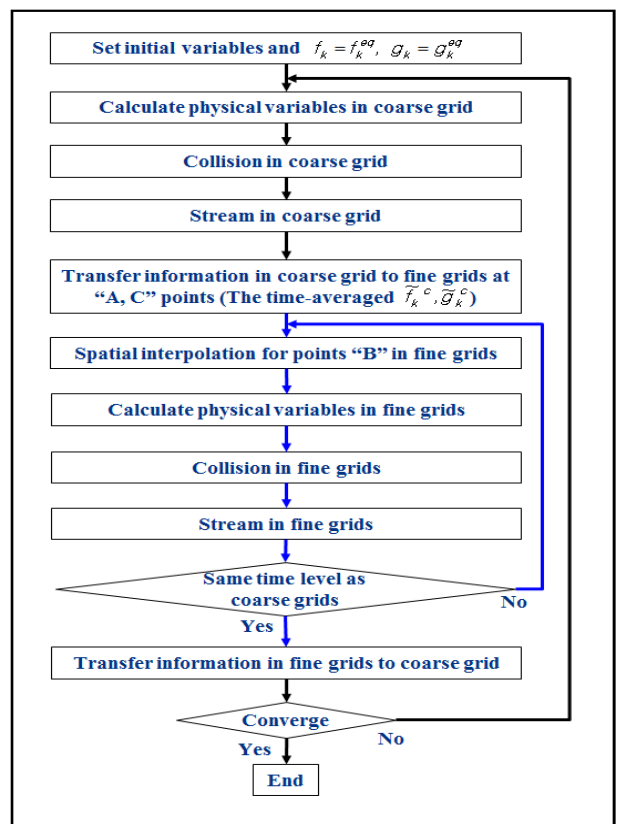 Set initial variables and f_k = f_k^{eq}, g_k = g_k^{eq}
Calculate physical variables in coarse grid
Collision in coarse grid
Stream in coarse grid
Transfer information in coarse grid to fine grids at
“A, C” points (The time-averaged \tilde{f}_k^c, \tilde{g}_k^c)
Spatial interpolation for points “B” in fine grids
Calculate physical variables in fine grids
Collision in fine grids
Stream in fine grids
Same time level as
coarse grids
No
Yes
Transfer information in fine grids to coarse grid
Converge
No
Yes
End